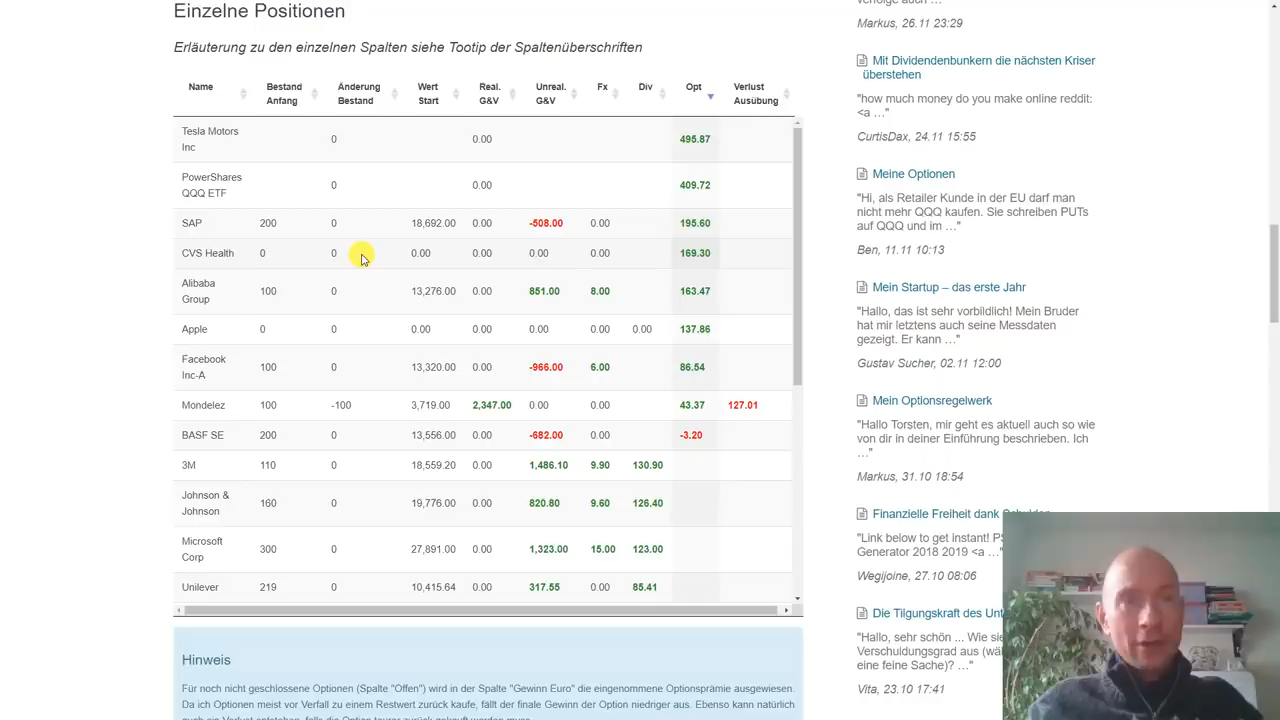 Einzelne Positionen
Erläuterung zu den einzelnen Spalten siehe Tootip der Spaltenüberschriften
Name Bestand Anfang Änderung Bestand Wert Start Real. G&V Unreal. G&V Fx Div Opt Verlust Ausübung
Tesla Motors Inc 0 0.00 495.87
PowerShares QQQ ETF 0 0.00 409.72
SAP 200 0 18,692.00 0.00 -508.00 0.00 195.60
CVS Health 0 0 0.00 0.00 0.00 0.00 169.30
Alibaba Group 100 0 13,276.00 0.00 851.00 8.00 163.47
Apple 0 0 0.00 0.00 0.00 0.00 0.00 137.86
Facebook Inc-A 100 0 13,320.00 0.00 -966.00 6.00 86.54
Mondelez 100 -100 3,719.00 2,347.00 0.00 0.00 43.37 127.01
BASF SE 200 0 13,556.00 0.00 -682.00 0.00 -3.20
3M 110 0 18,559.20 0.00 1,486.10 9.90 130.90
Johnson & Johnson 160 0 19,776.00 0.00 820.80 9.60 126.40
Microsoft Corp 300 0 27,891.00 0.00 1,323.00 15.00 123.00
Unilever 219 0 10,415.64 0.00 317.55 0.00 85.41
Hinweis
Für noch nicht geschlossene Optionen (Spalte "Offen") wird in der Spalte "Gewinn Euro" die eingenommene Optionsprämie ausgewiesen.
Da ich Optionen meist vor Verfall zu einem Restwert zurück kaufe, fällt der finale Gewinn der Option niedriger aus. Ebenso kann natürlich
Markus, 26.11 23:29
Mit Dividendenbunkern die nächsten Kriser
überstehen
"how much money do you make online reddit:
<a …"
CurtisDax, 24.11 15:55
Meine Optionen
"Hi, als Retailer Kunde in der EU darf man
nicht mehr QQQ kaufen. Sie schreiben PUTs
auf QQQ und im …"
Ben, 11.11 10:13
Mein Startup – das erste Jahr
"Hallo, das ist sehr vorbildlich! Mein Bruder
hat mir letztens auch seine Messdaten
gezeigt. Er kann …"
Gustav Sucher, 02.11 12:00
Mein Optionsregelwerk
"Hallo Torsten, mir geht es aktuell auch so wie
von dir in deiner Einführung beschrieben. Ich
…"
Markus, 31.10 18:54
Finanzielle Freiheit dank
"Link below to get instant!
Generator 2018 2019 <a …"
Wegijoine, 27.10 08:06
Die Tilgungskraft des
"Hallo, sehr schön ... Wie
Verschuldungsgrad aus
eine feine Sache)? …"
Vita, 23.10 17:41